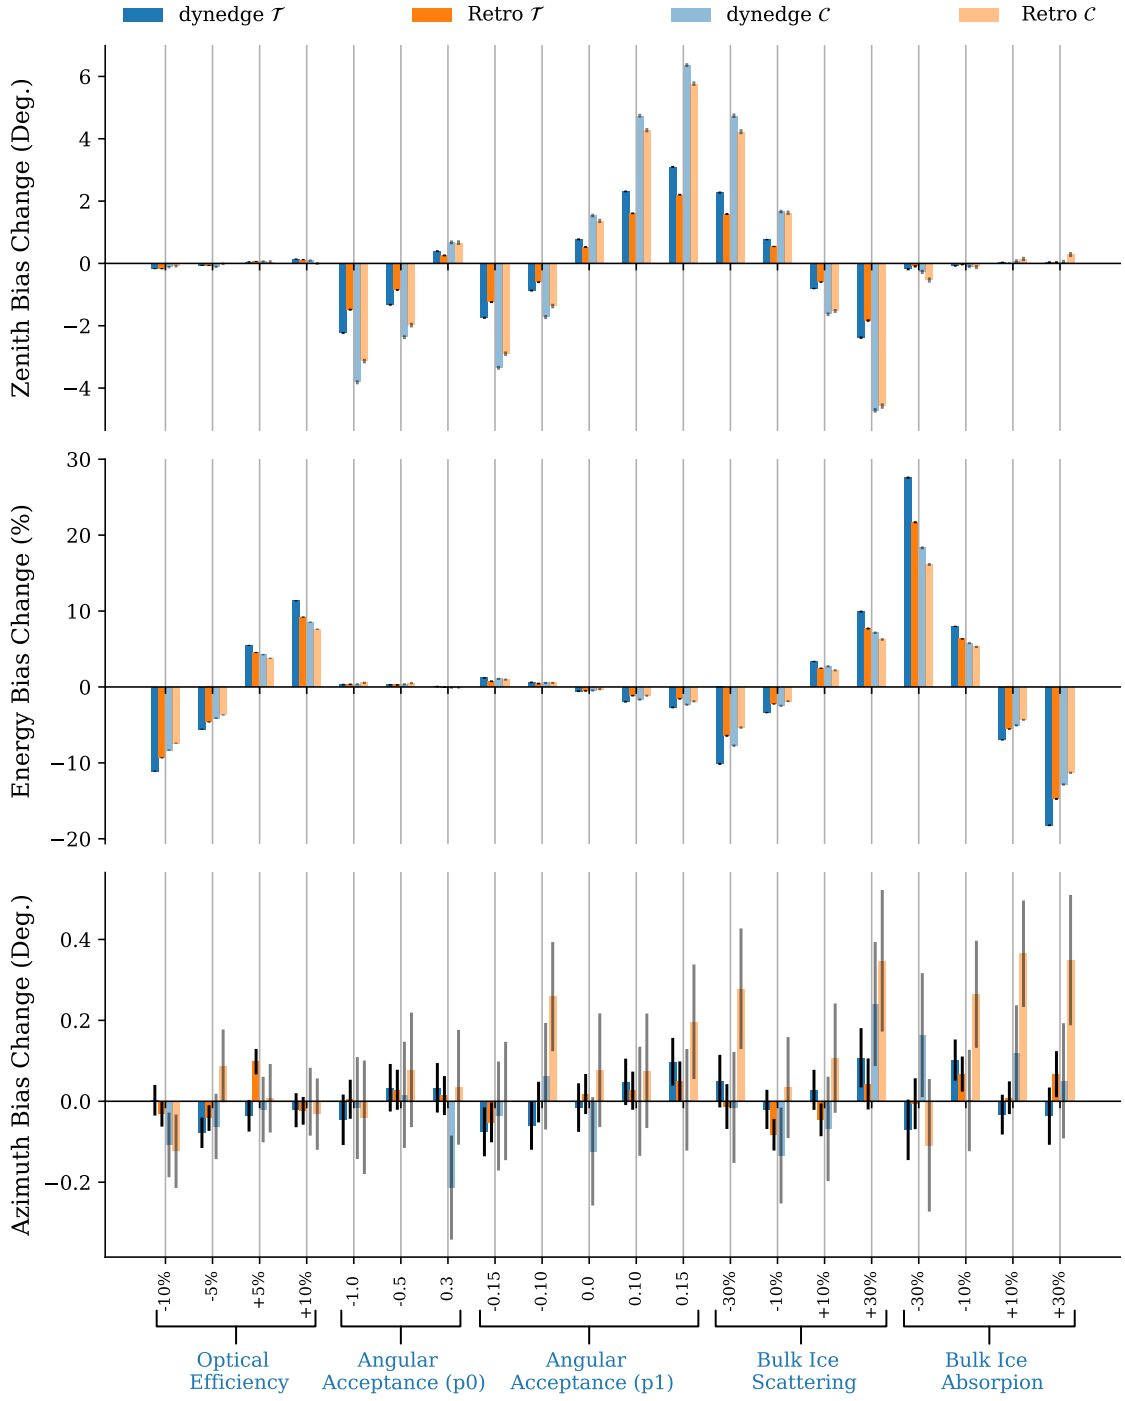 dynedge 𝒯 Retro 𝒯 dynedge 𝒞 Retro 𝒞
Zenith Bias Change (Deg.)
6
4
2
0
−2
−4
Energy Bias Change (%)
30
20
10
0
−10
−20
Azimuth Bias Change (Deg.)
0.4
0.2
0.0
−0.2
-10% -5% +5% +10% -1.0 -0.5 0.3 -0.15 -0.10 0.0 0.10 0.15 -30% -10% +10% +30% -30% -10% +10% +30%
Optical
Efficiency
Angular
Acceptance (p0)
Angular
Acceptance (p1)
Bulk Ice
Scattering
Bulk Ice
Absorpion